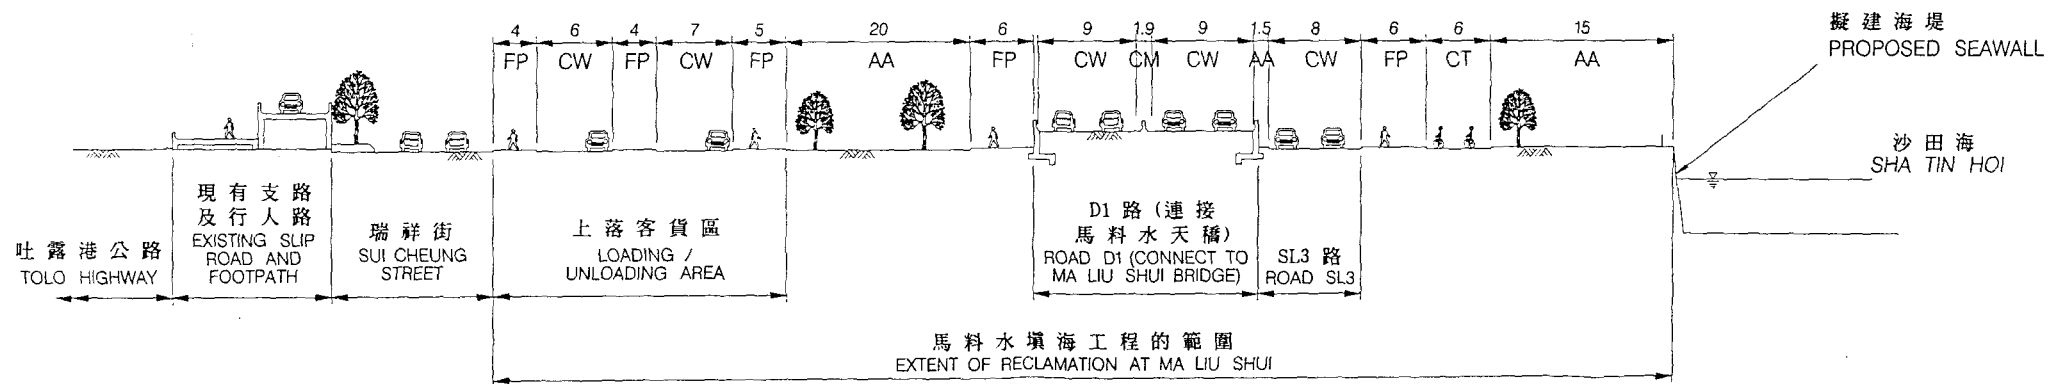 4 6 4 7 5 20 6 9 1.9 9 1.5 8 6 6 15
FP CW FP CW FP AA FP CW CM CW AA CW FP CT AA
擬建海堤
PROPOSED SEAWALL
沙田海
SHA TIN HOI
吐露港公路
TOLO HIGHWAY
現有支路
及行人路
EXISTING SLIP
ROAD AND
FOOTPATH
瑞祥街
SUI CHEUNG
STREET
上落客貨區
LOADING /
UNLOADING AREA
D1 路 (連接
馬料水天橋)
ROAD D1 (CONNECT TO
MA LIU SHUI BRIDGE)
SL3 路
ROAD SL3
馬料水填海工程的範圍
EXTENT OF RECLAMATION AT MA LIU SHUI